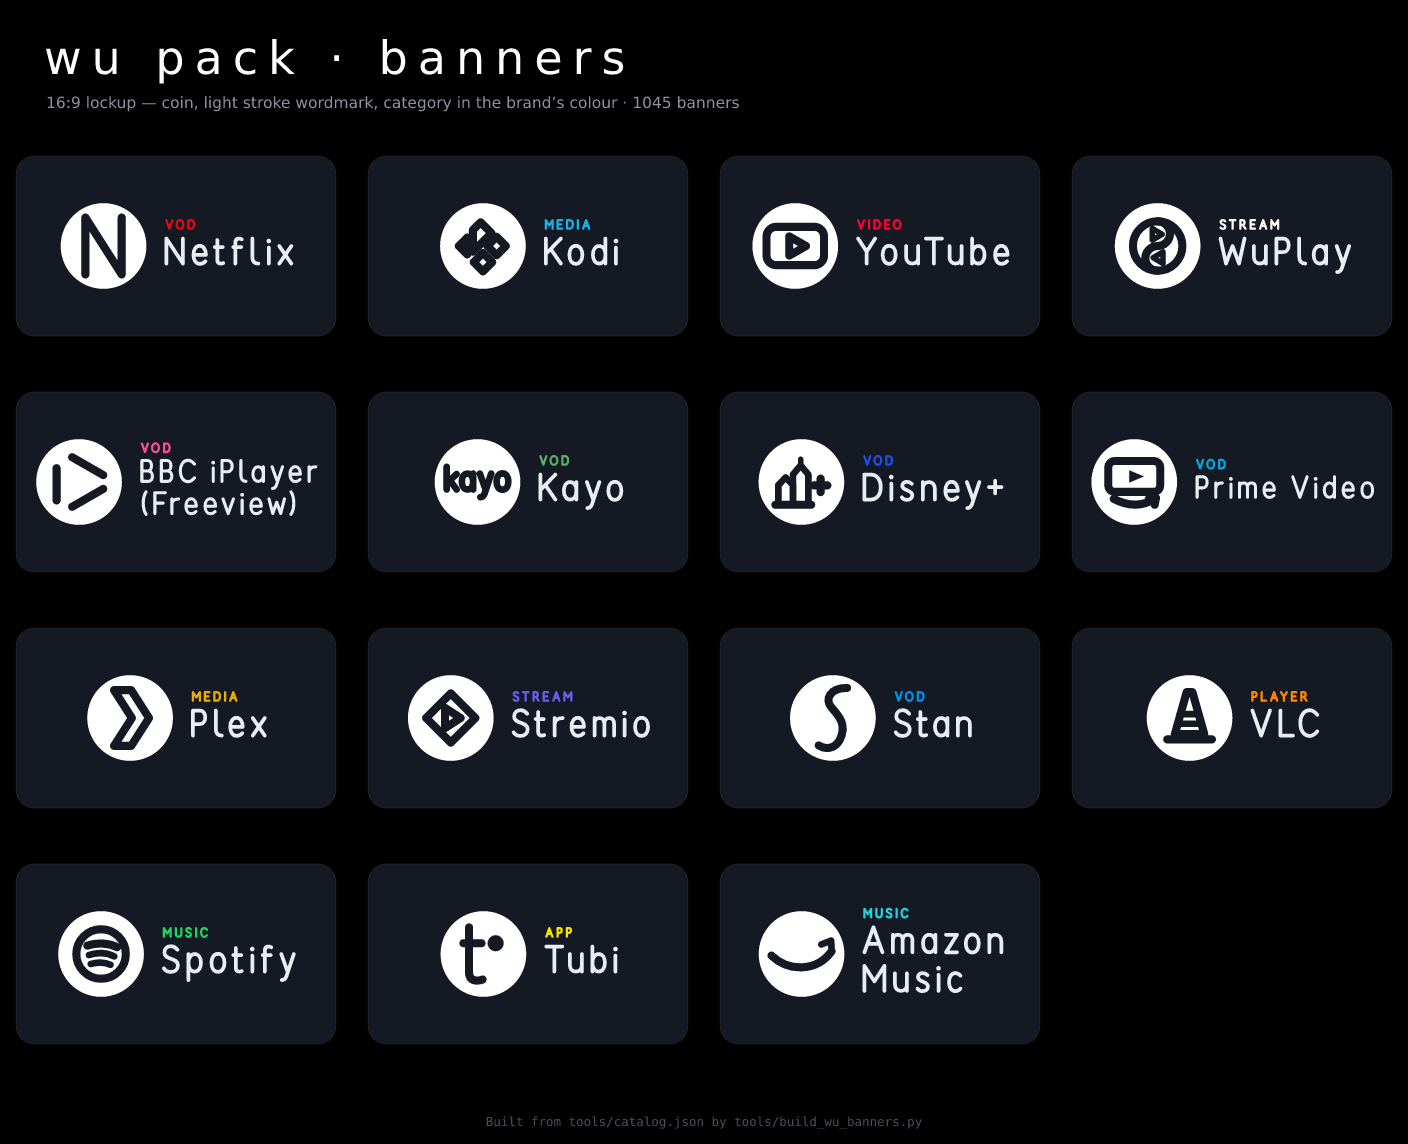 wu pack · banners
16:9 lockup — coin, light stroke wordmark, category in the brand’s colour · 1045 banners
VOD
Netflix
MEDIA
Kodi
VIDEO
YouTube
STREAM
WuPlay
VOD
BBC iPlayer
(Freeview)
kayo
VOD
Kayo
VOD
Disney+
VOD
Prime Video
MEDIA
Plex
STREAM
Stremio
VOD
Stan
PLAYER
VLC
MUSIC
Spotify
APP
Tubi
MUSIC
Amazon
Music
Built from tools/catalog.json by tools/build_wu_banners.py